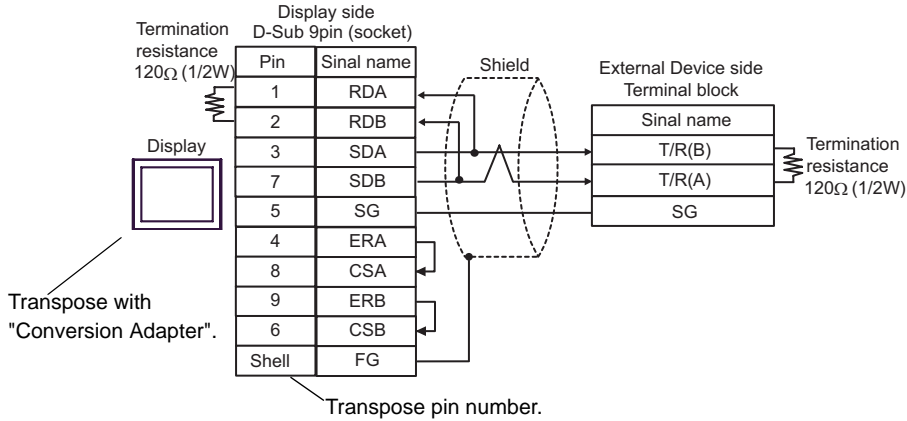 Display side
D-Sub 9pin (socket)
Termination
resistance
120Ω (1/2W)
Pin Sinal name
1 RDA
2 RDB
3 SDA
7 SDB
5 SG
4 ERA
8 CSA
9 ERB
6 CSB
Shell FG
Display
Shield
External Device side
Terminal block
Sinal name
T/R(B)
T/R(A)
SG
Termination
resistance
120Ω (1/2W)
Transpose with
"Conversion Adapter".
Transpose pin number.